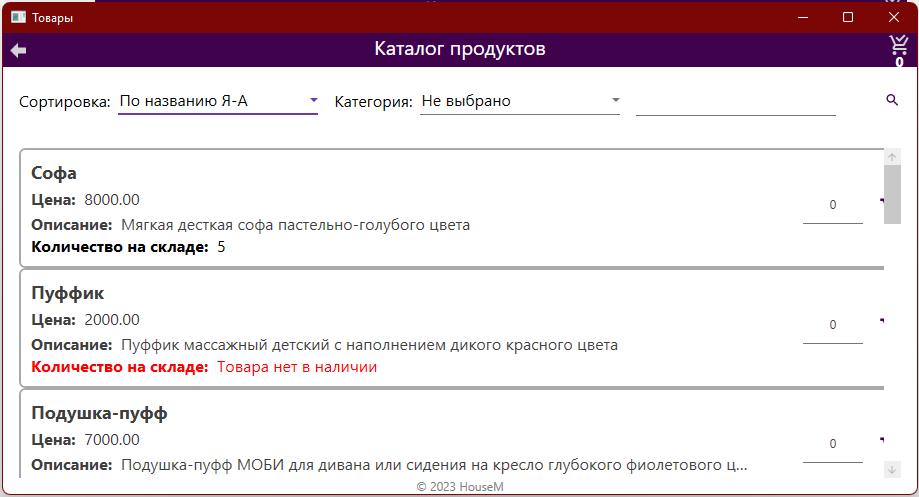 Товары
Каталог продуктов
0
Сортировка: По названию Я-А Категория: Не выбрано
Софа
Цена: 8000.00
0
Описание: Мягкая десткая софа пастельно-голубого цвета
Количество на складе: 5
Пуффик
Цена: 2000.00
0
Описание: Пуффик массажный детский с наполнением дикого красного цвета
Количество на складе: Товара нет в наличии
Подушка-пуфф
Цена: 7000.00
0
Описание: Подушка-пуфф МОБИ для дивана или сидения на кресло глубокого фиолетового ц...
© 2023 HouseM